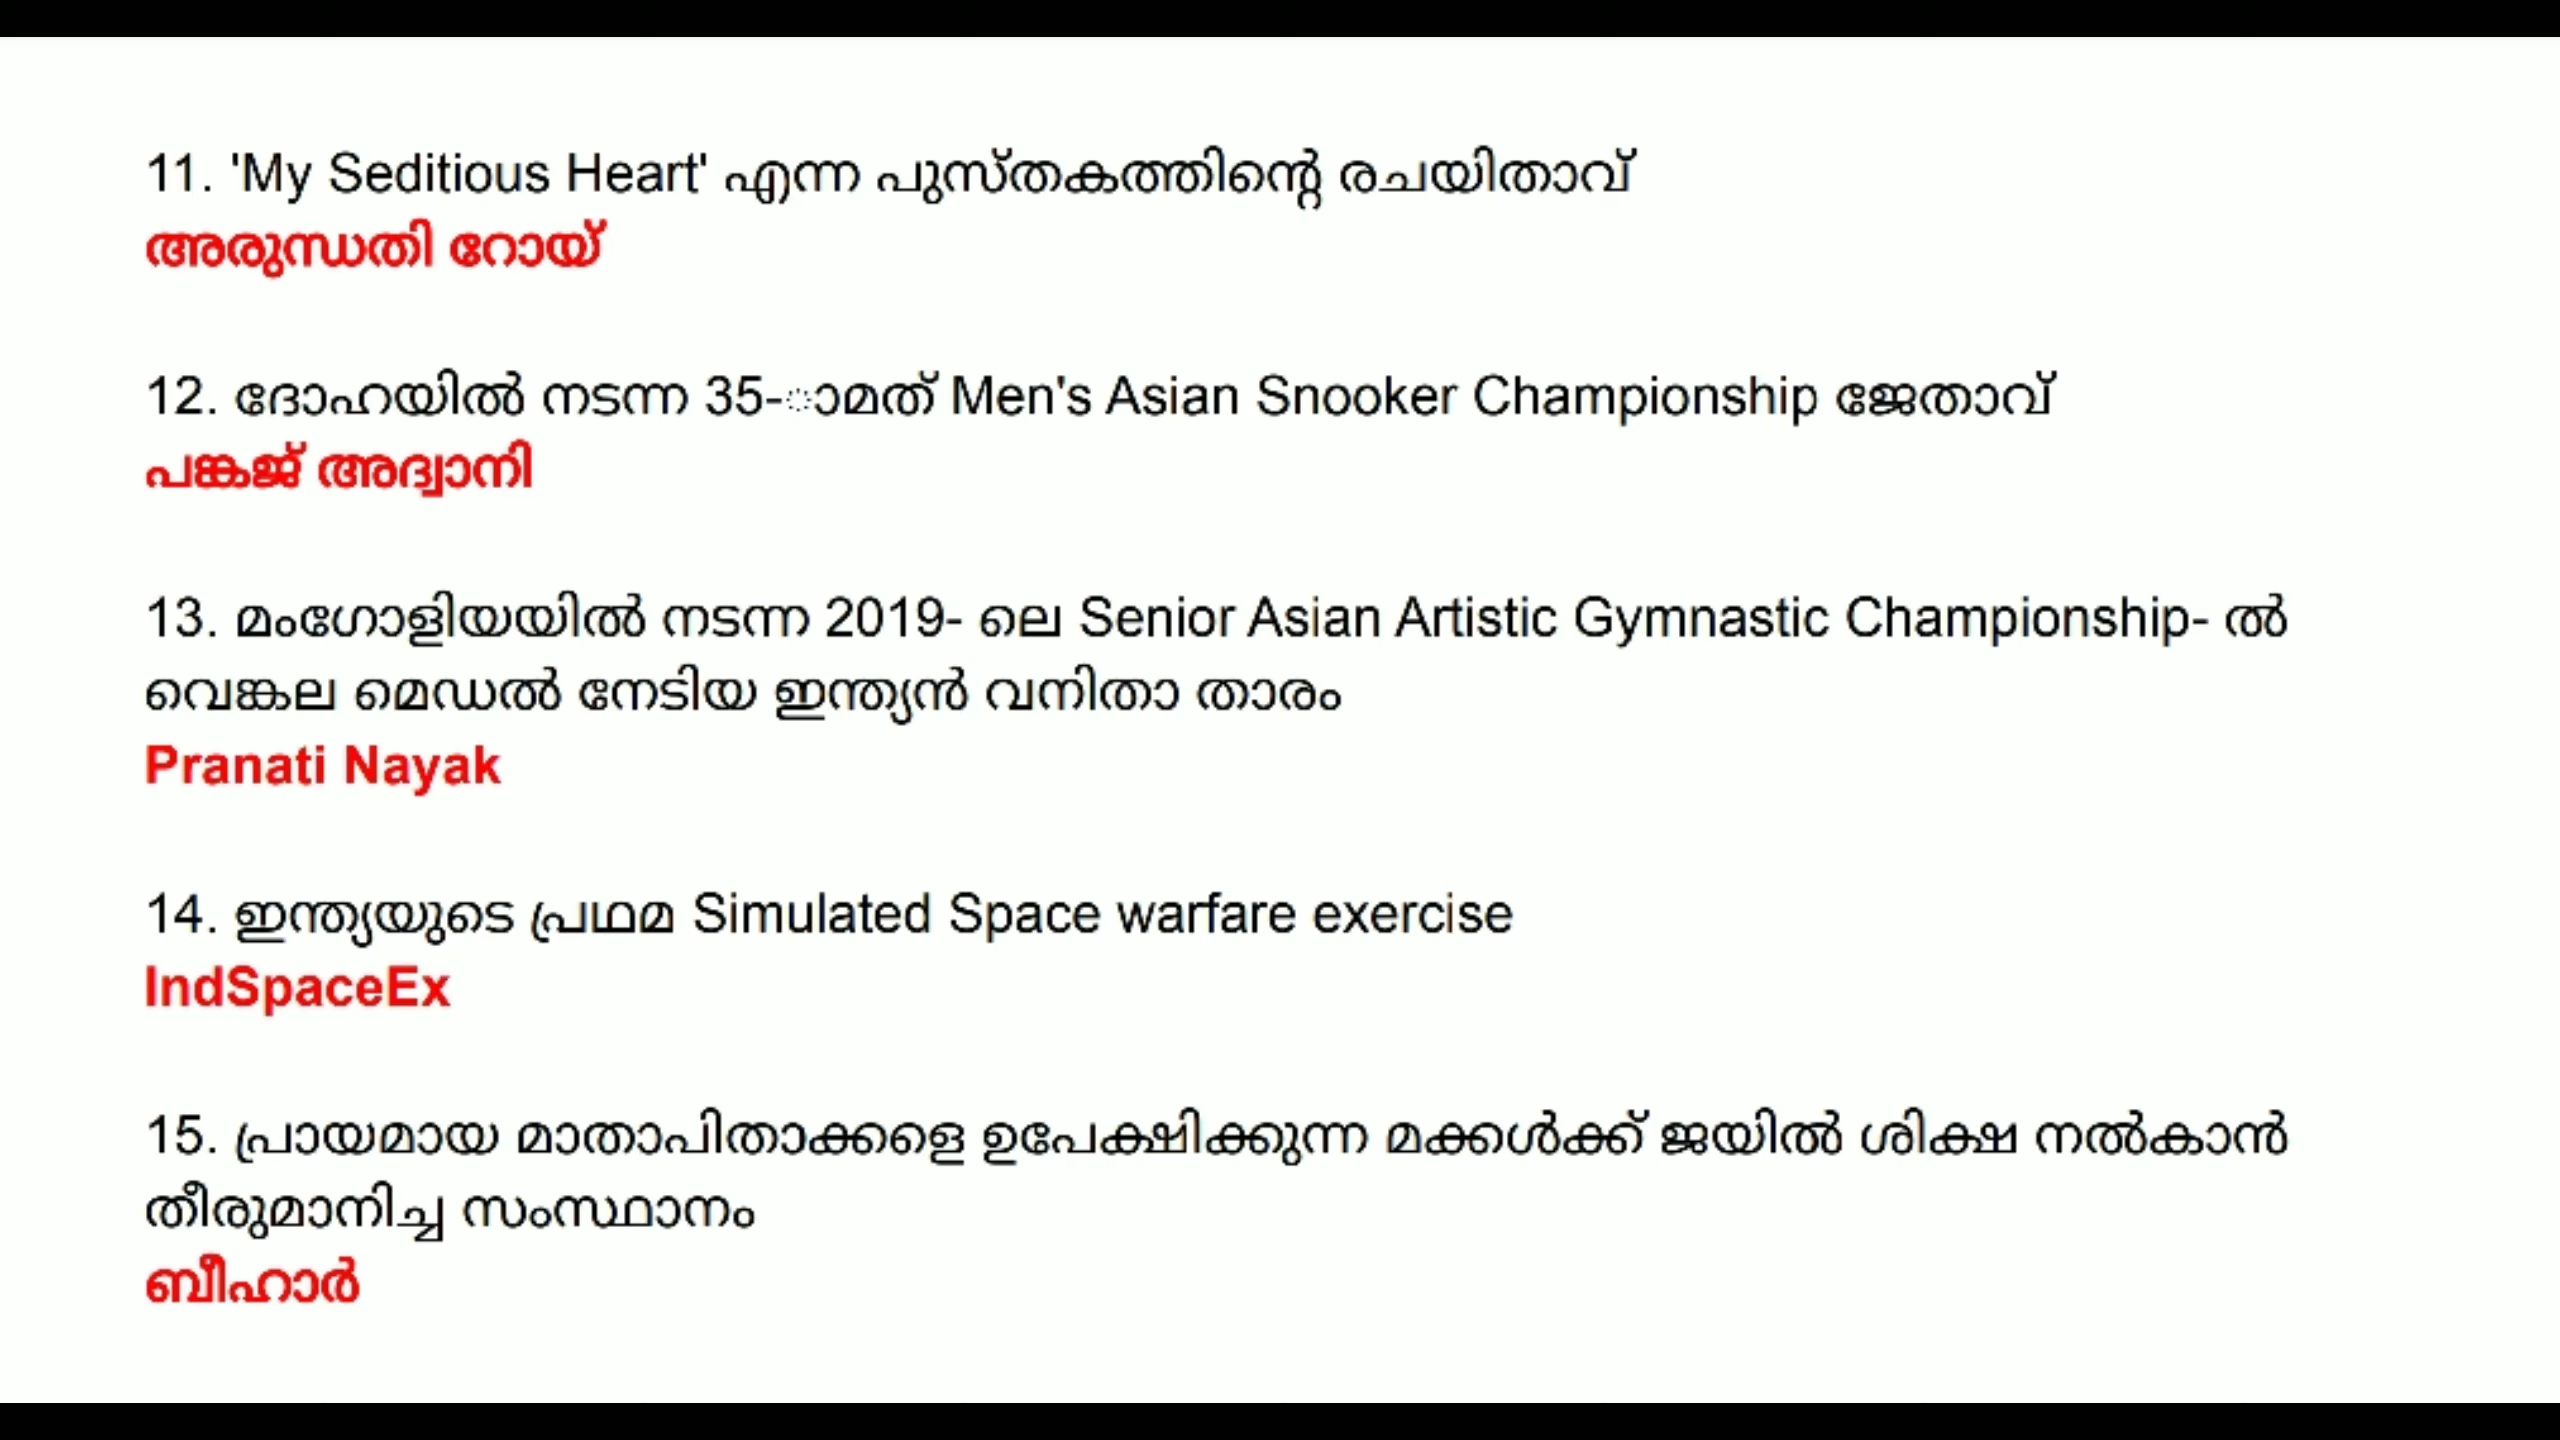 11. 'My Seditious Heart' എന്ന പുസ്തകത്തിന്റെ രചയിതാവ്
അരുന്ധതി റോയ്
12. ദോഹയിൽ നടന്ന 35-ാമത് Men's Asian Snooker Championship ജേതാവ്
പങ്കജ് അദ്വാനി
13. മംഗോളിയയിൽ നടന്ന 2019- ലെ Senior Asian Artistic Gymnastic Championship- ൽ
വെങ്കല മെഡൽ നേടിയ ഇന്ത്യൻ വനിതാ താരം
Pranati Nayak
14. ഇന്ത്യയുടെ പ്രഥമ Simulated Space warfare exercise
IndSpaceEx
15. പ്രായമായ മാതാപിതാക്കളെ ഉപേക്ഷിക്കുന്ന മക്കൾക്ക് ജയിൽ ശിക്ഷ നൽകാൻ
തീരുമാനിച്ച സംസ്ഥാനം
ബീഹാർ